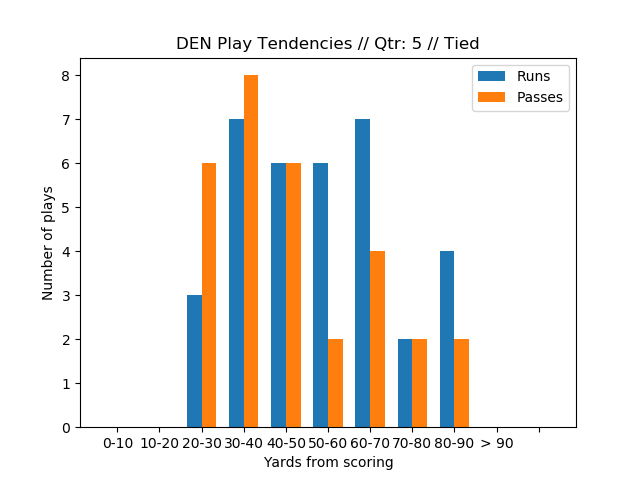 DEN Play Tendencies // Qtr: 5 // Tied
Runs
Passes
Number of plays
8
7
6
5
4
3
2
1
0
0-10 10-20 20-30 30-40 40-50 50-60 60-70 70-80 80-90 > 90
Yards from scoring